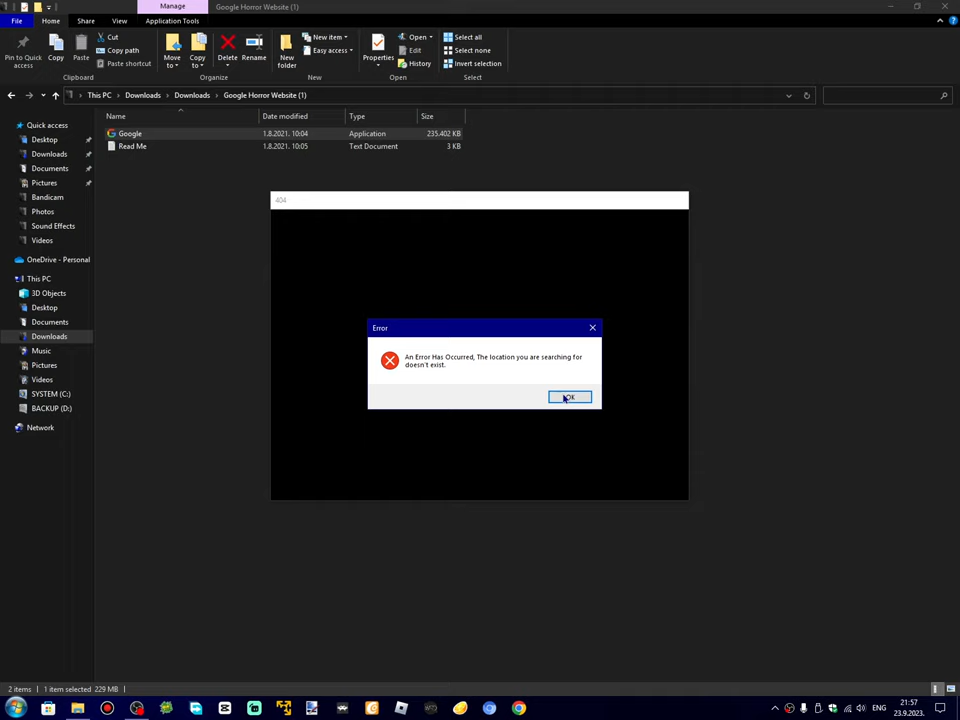 Manage
Google Horror Website (1)
File
Home
Share
View
Application Tools
Pin to Quick access
Copy
Paste
Cut
Copy path
Paste shortcut
Clipboard
Move to
Copy to
Delete
Rename
Organize
New folder
New item
Easy access
New
Properties
Open
Edit
History
Open
Select all
Select none
Invert selection
Select
This PC > Downloads > Downloads > Google Horror Website (1)
Name Date modified Type Size
Google 1.8.2021. 10:04 Application 235.402 KB
Read Me 1.8.2021. 10:05 Text Document 3 KB
Quick access
Desktop
Downloads
Documents
Pictures
Bandicam
Photos
Sound Effects
Videos
OneDrive - Personal
This PC
3D Objects
Desktop
Documents
Downloads
Music
Pictures
Videos
SYSTEM (C:)
BACKUP (D:)
Network
404
Error
An Error Has Occurred, The location you are searching for
doesn't exist.
OK
2 items 1 item selected 229 MB
ENG
21:57
23.9.2023.